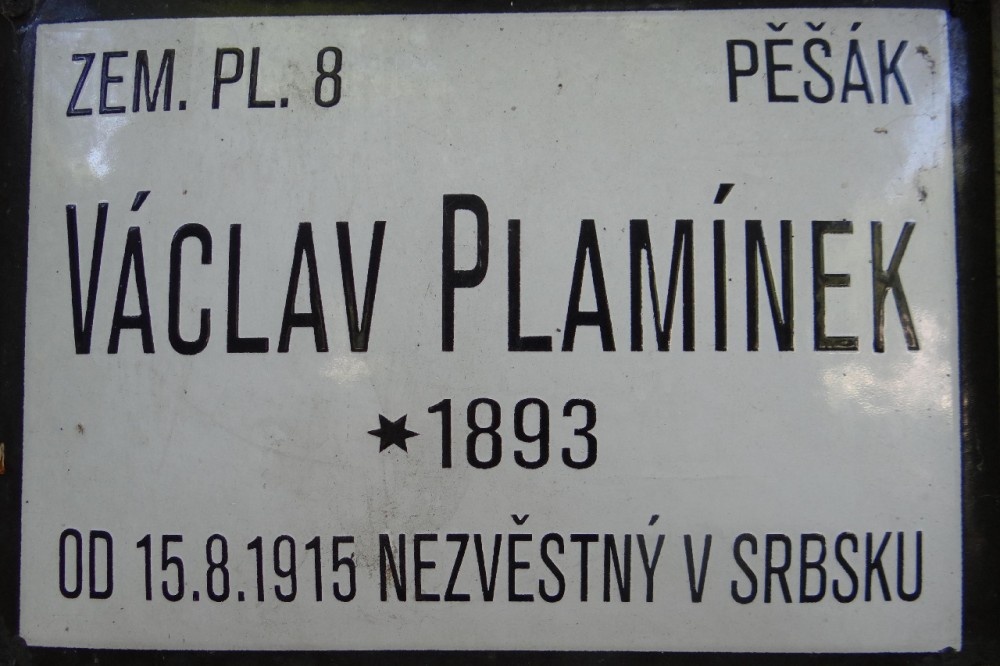 ZEM. PL. 8 PĚŠÁK
VÁCLAV PLAMÍNEK
✶1893
OD 15.8.1915 NEZVĚSTNÝ V SRBSKU